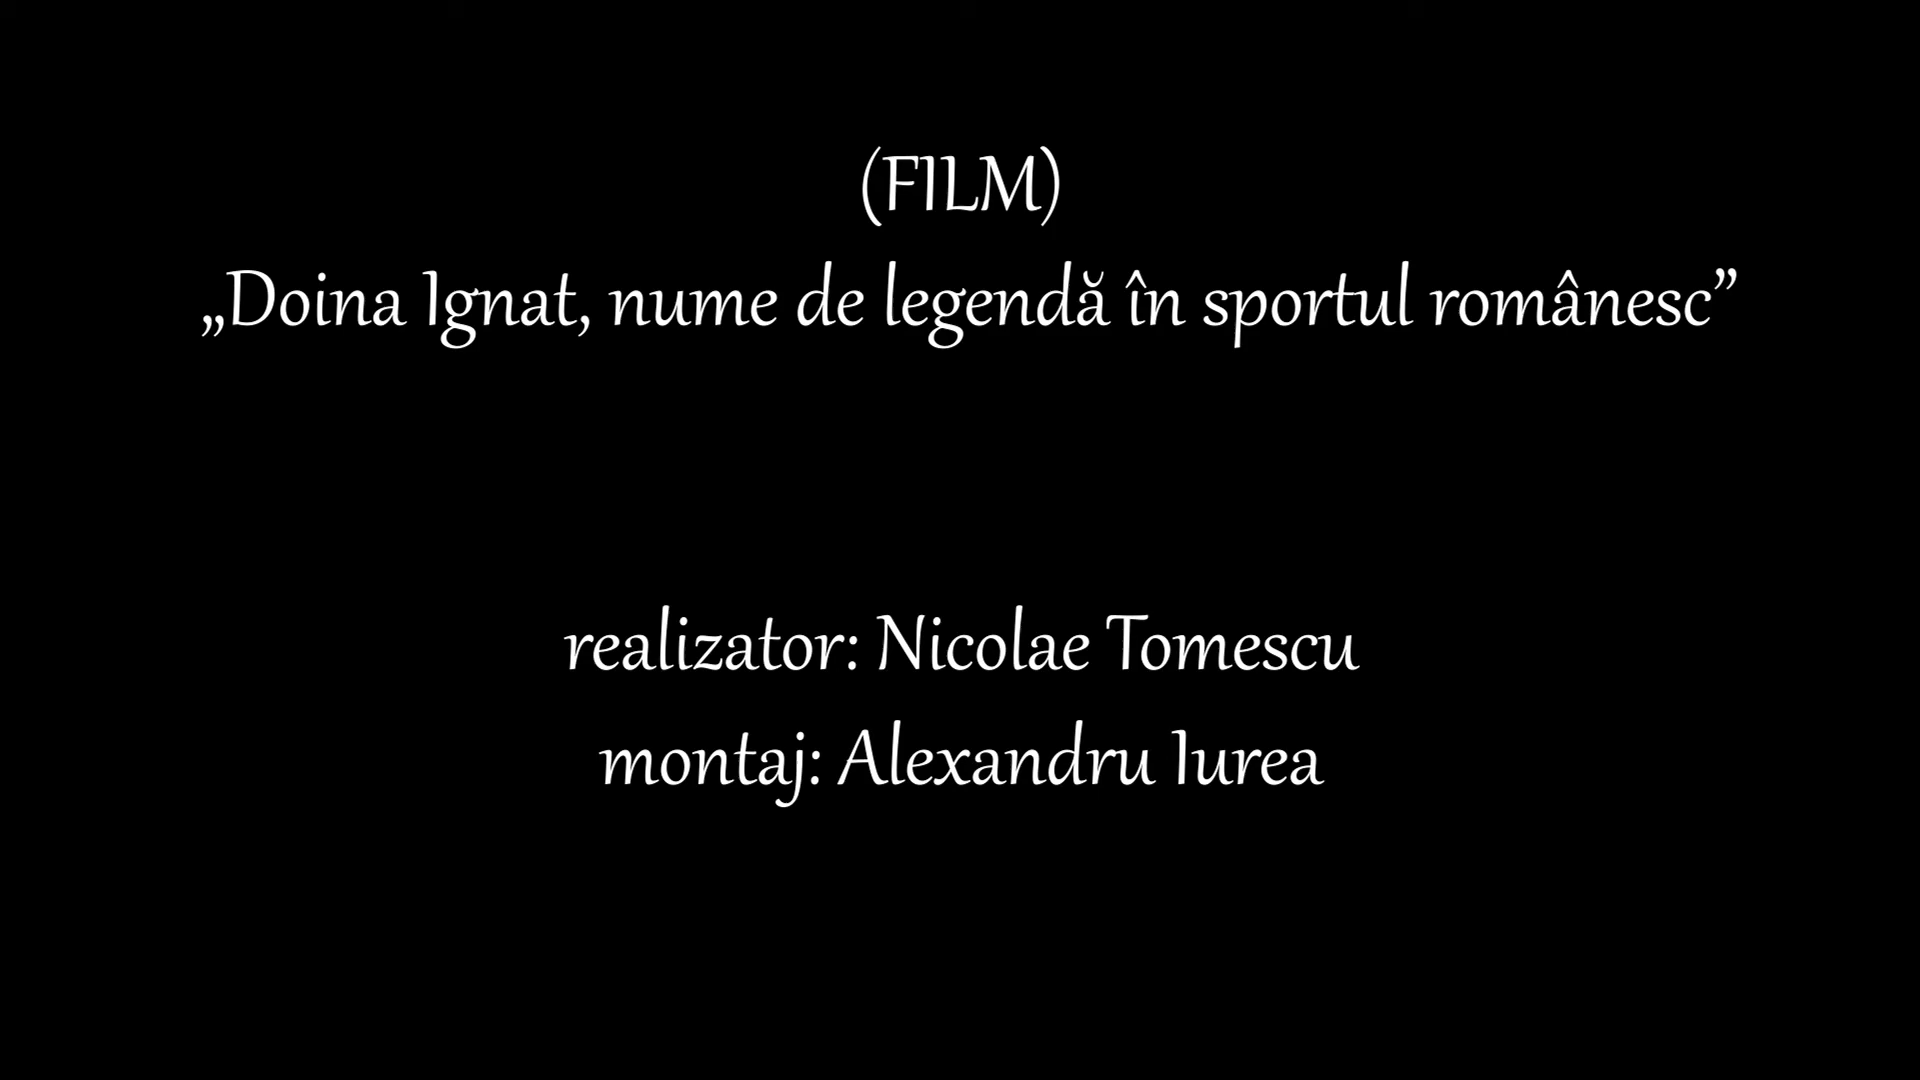 (FILM)
„Doina Ignat, nume de legendă în sportul românesc”
realizator: Nicolae Tomescu
montaj: Alexandru Iurea